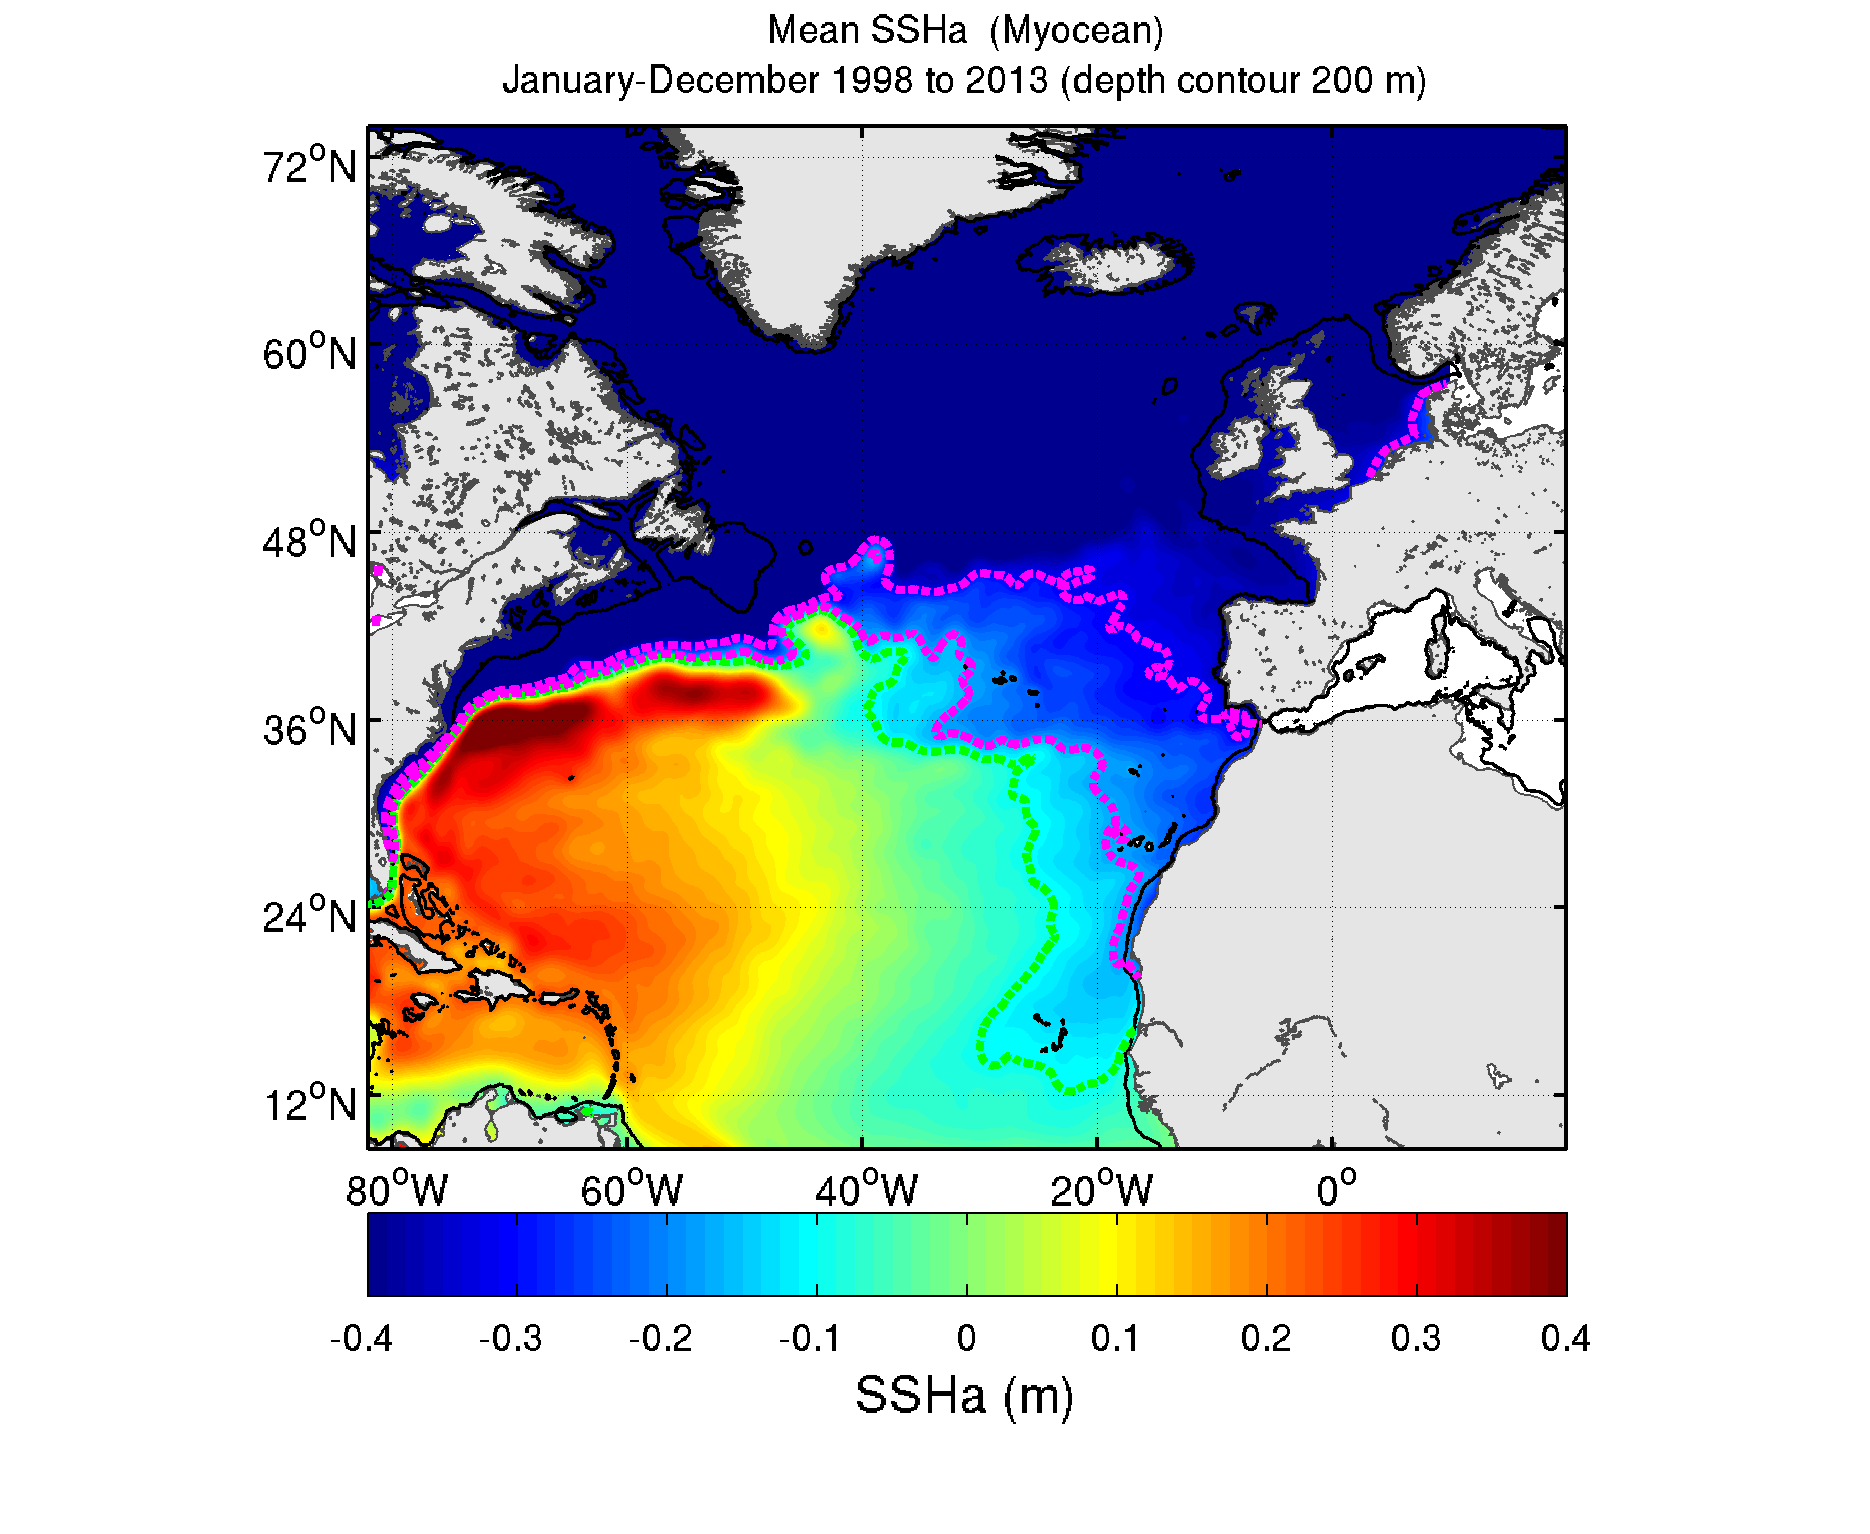 Mean SSHa (Myocean)
January-December 1998 to 2013 (depth contour 200 m)
72°N
60°N
48°N
36°N
24°N
12°N
80°W 60°W 40°W 20°W 0°
-0.4 -0.3 -0.2 -0.1 0 0.1 0.2 0.3 0.4
SSHa (m)